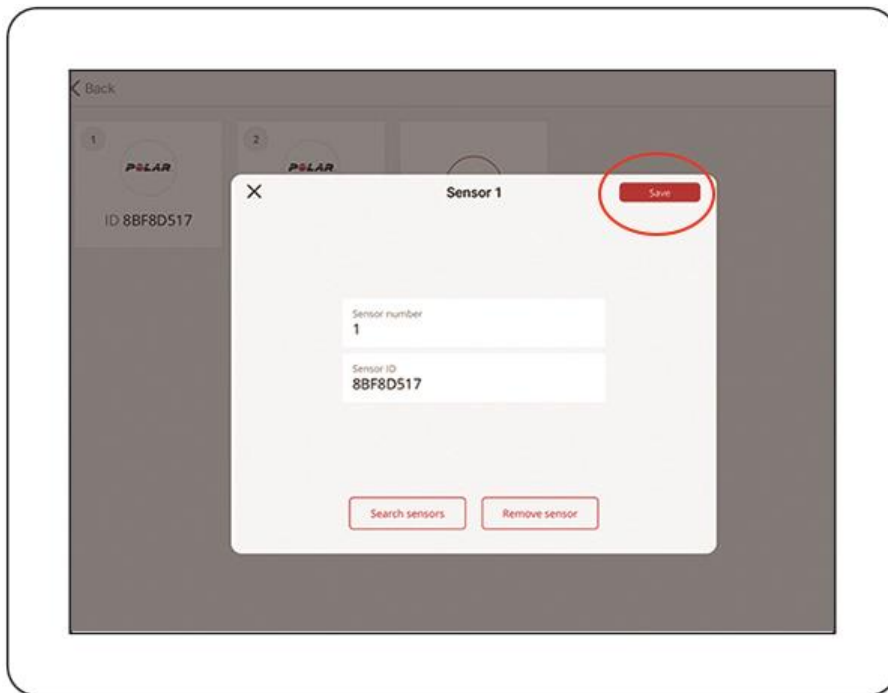 Back
1
2
POLAR
POLAR
ID 8BF8D517
Sensor 1
Save
Sensor number
1
Sensor ID
8BF8D517
Search sensors
Remove sensor